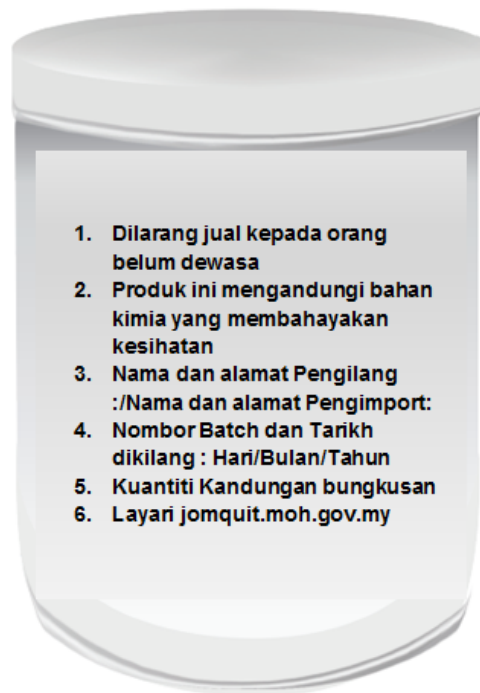 1. Dilarang jual kepada orang
belum dewasa
2. Produk ini mengandungi bahan
kimia yang membahayakan
kesihatan
3. Nama dan alamat Pengilang
:/Nama dan alamat Pengimport:
4. Nombor Batch dan Tarikh
dikilang : Hari/Bulan/Tahun
5. Kuantiti Kandungan bungkusan
6. Layari jomquit.moh.gov.my